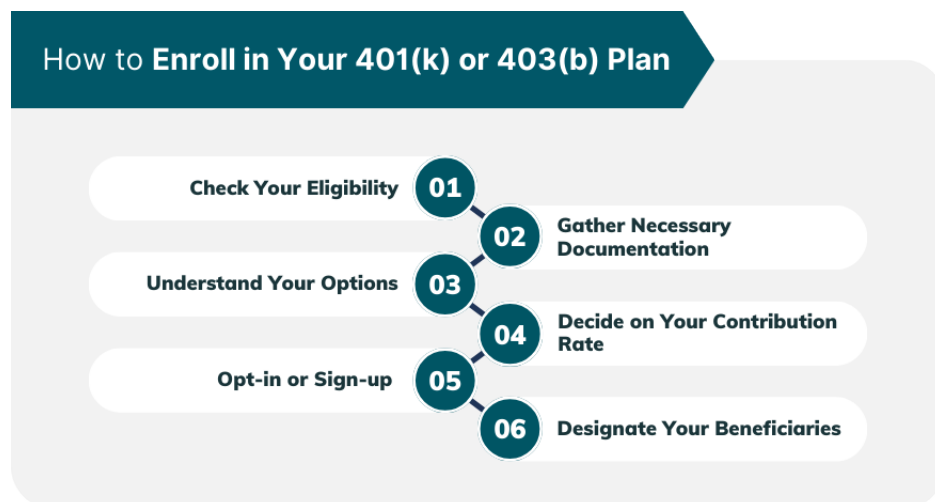 How to Enroll in Your 401(k) or 403(b) Plan
Check Your Eligibility
01
02
Gather Necessary
Documentation
Understand Your Options
03
04
Decide on Your Contribution
Rate
Opt-in or Sign-up
05
06
Designate Your Beneficiaries